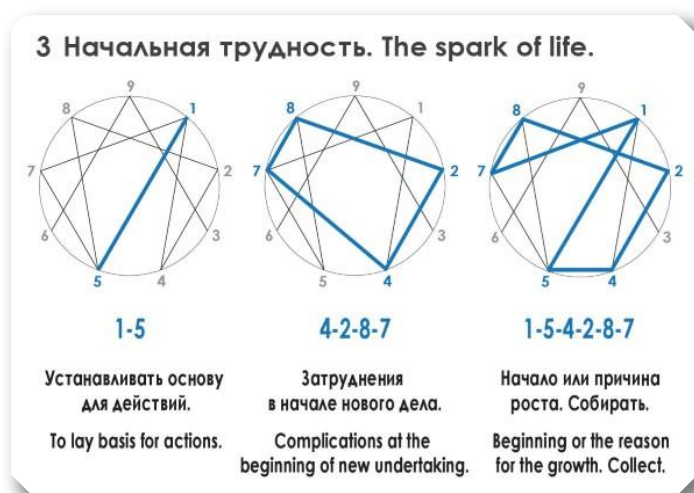 3 Начальная трудность. The spark of life.
9
8 1
7 2
6 3
5 4
9
8 1
7 2
6 3
5 4
9
8 1
7 2
6 3
5 4
1-5
4-2-8-7
1-5-4-2-8-7
Устанавливать основу
для действий.
To lay basis for actions.
Затруднения
в начале нового дела.
Complications at the
beginning of new undertaking.
Начало или причина
роста. Собирать.
Beginning or the reason
for the growth. Collect.